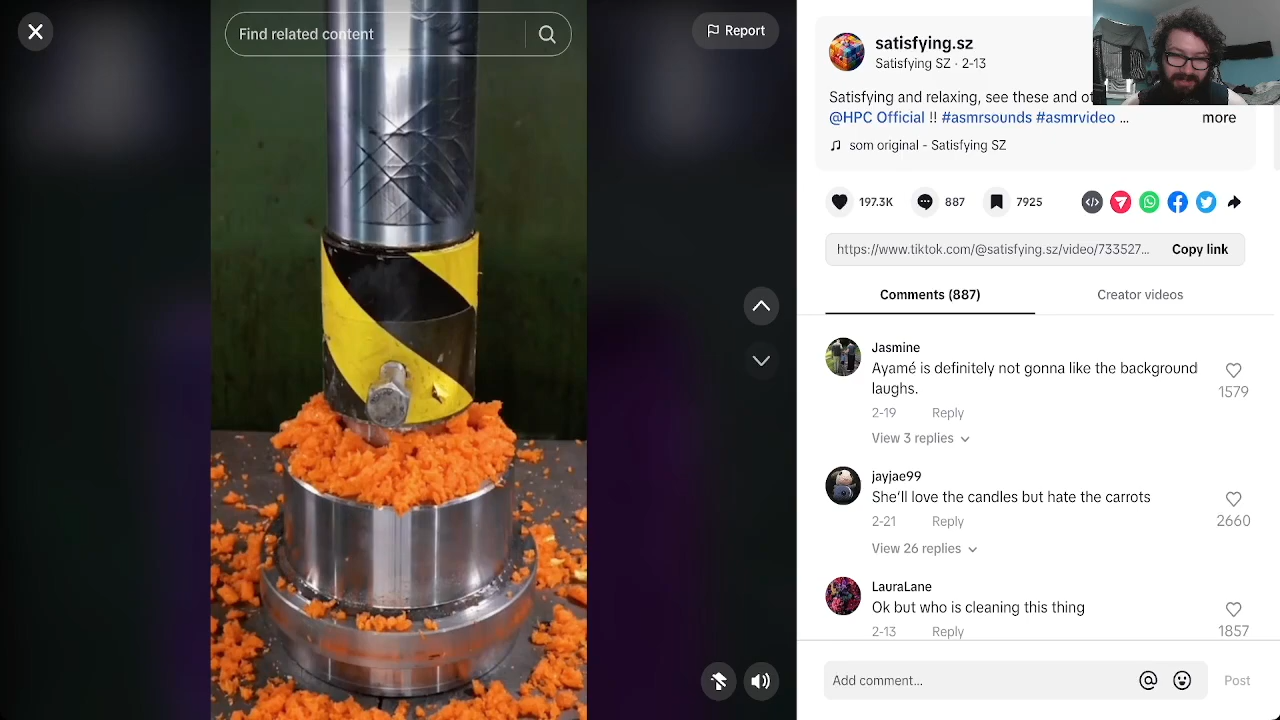 Find related content
Report
satisfying.sz
Satisfying SZ · 2-13
Satisfying and relaxing, see these and ot
@HPC Official !! #asmrsounds #asmrvideo ...
more
som original - Satisfying SZ
197.3K
887
7925
https://www.tiktok.com/@satisfying.sz/video/733527...
Copy link
Comments (887)
Creator videos
Jasmine
Ayamé is definitely not gonna like the background
laughs.
1579
2-19 Reply
View 3 replies
jayjae99
She'll love the candles but hate the carrots
2660
2-21 Reply
View 26 replies
LauraLane
Ok but who is cleaning this thing
1857
2-13 Reply
Add comment...
Post